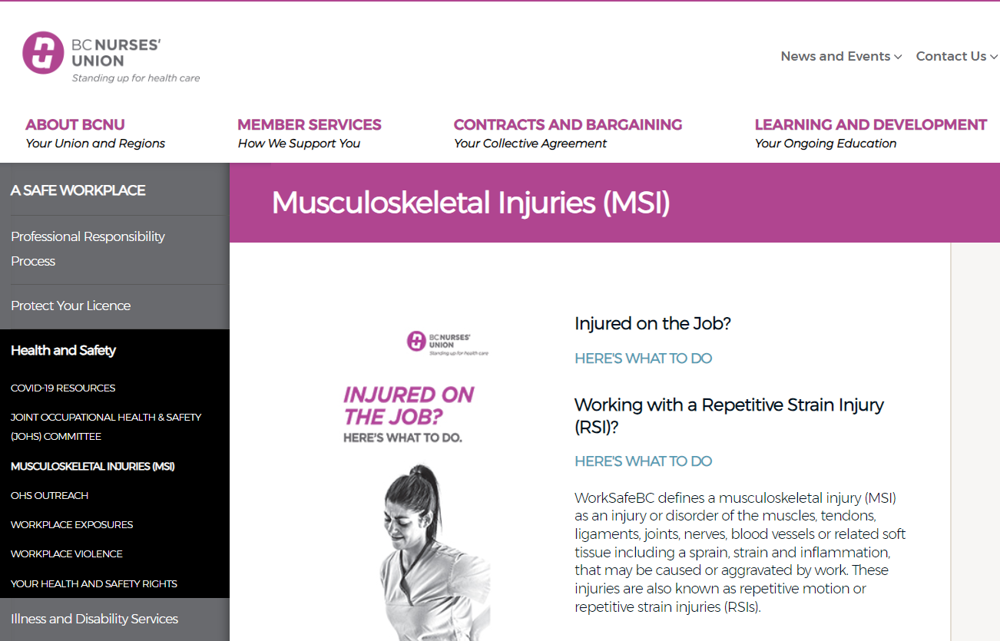 BC NURSES'
UNION
Standing up for health care
News and Events
Contact Us
ABOUT BCNU
Your Union and Regions
MEMBER SERVICES
How We Support You
CONTRACTS AND BARGAINING
Your Collective Agreement
LEARNING AND DEVELOPMENT
Your Ongoing Education
A SAFE WORKPLACE
Professional Responsibility
Process
Protect Your Licence
Health and Safety
COVID-19 RESOURCES
JOINT OCCUPATIONAL HEALTH & SAFETY
(JOHS) COMMITTEE
MUSCULOSKELETAL INJURIES (MSI)
OHS OUTREACH
WORKPLACE EXPOSURES
WORKPLACE VIOLENCE
YOUR HEALTH AND SAFETY RIGHTS
Illness and Disability Services
Musculoskeletal Injuries (MSI)
BC NURSES'
UNION
Standing up for health care
INJURED ON
THE JOB?
HERE'S WHAT TO DO.
Injured on the Job?
HERE'S WHAT TO DO
Working with a Repetitive Strain Injury
(RSI)?
HERE'S WHAT TO DO
WorkSafeBC defines a musculoskeletal injury (MSI)
as an injury or disorder of the muscles, tendons,
ligaments, joints, nerves, blood vessels or related soft
tissue including a sprain, strain and inflammation,
that may be caused or aggravated by work. These
injuries are also known as repetitive motion or
repetitive strain injuries (RSIs).